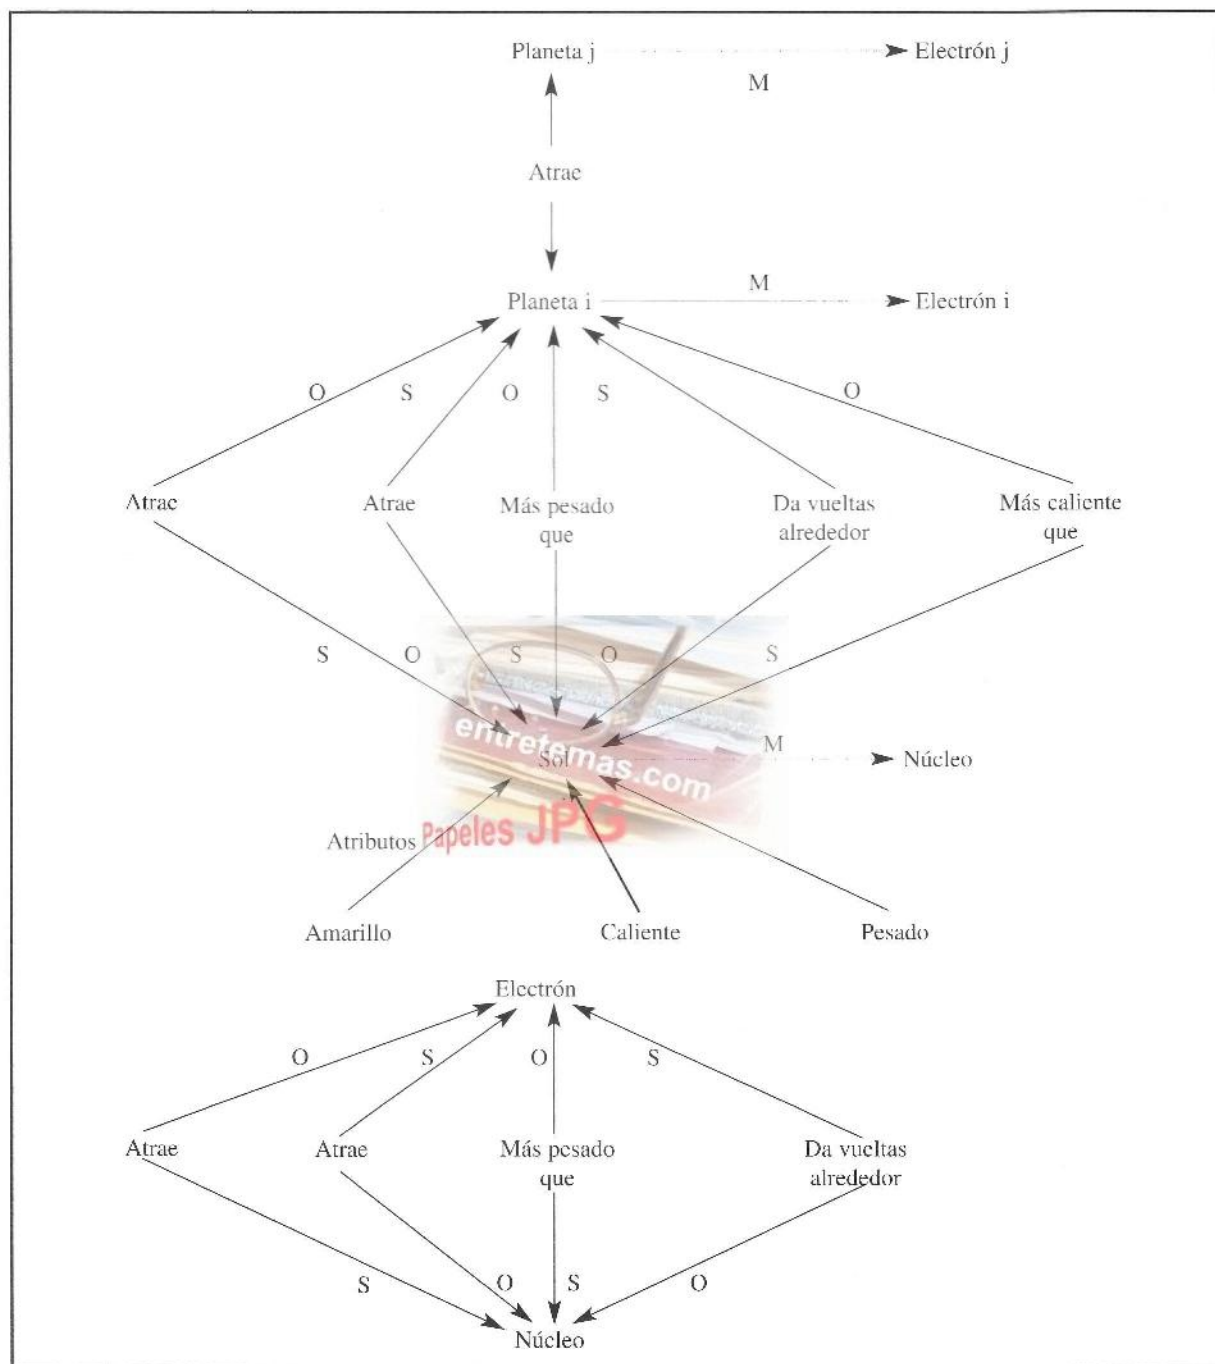 Planeta j
Electrón j
M
Atrae
M
Planeta i
Electrón i
O S O S O
Atrae
Atrae
Más pesado
que
Da vueltas
alrededor
Más caliente
que
S O S O S
entretemas.com
M
Sol
Núcleo
Atributos
Papeles JPG
Amarillo
Caliente
Pesado
Electrón
O S O S
Atrae
Atrae
Más pesado
que
Da vueltas
alrededor
S O S O
Núcleo